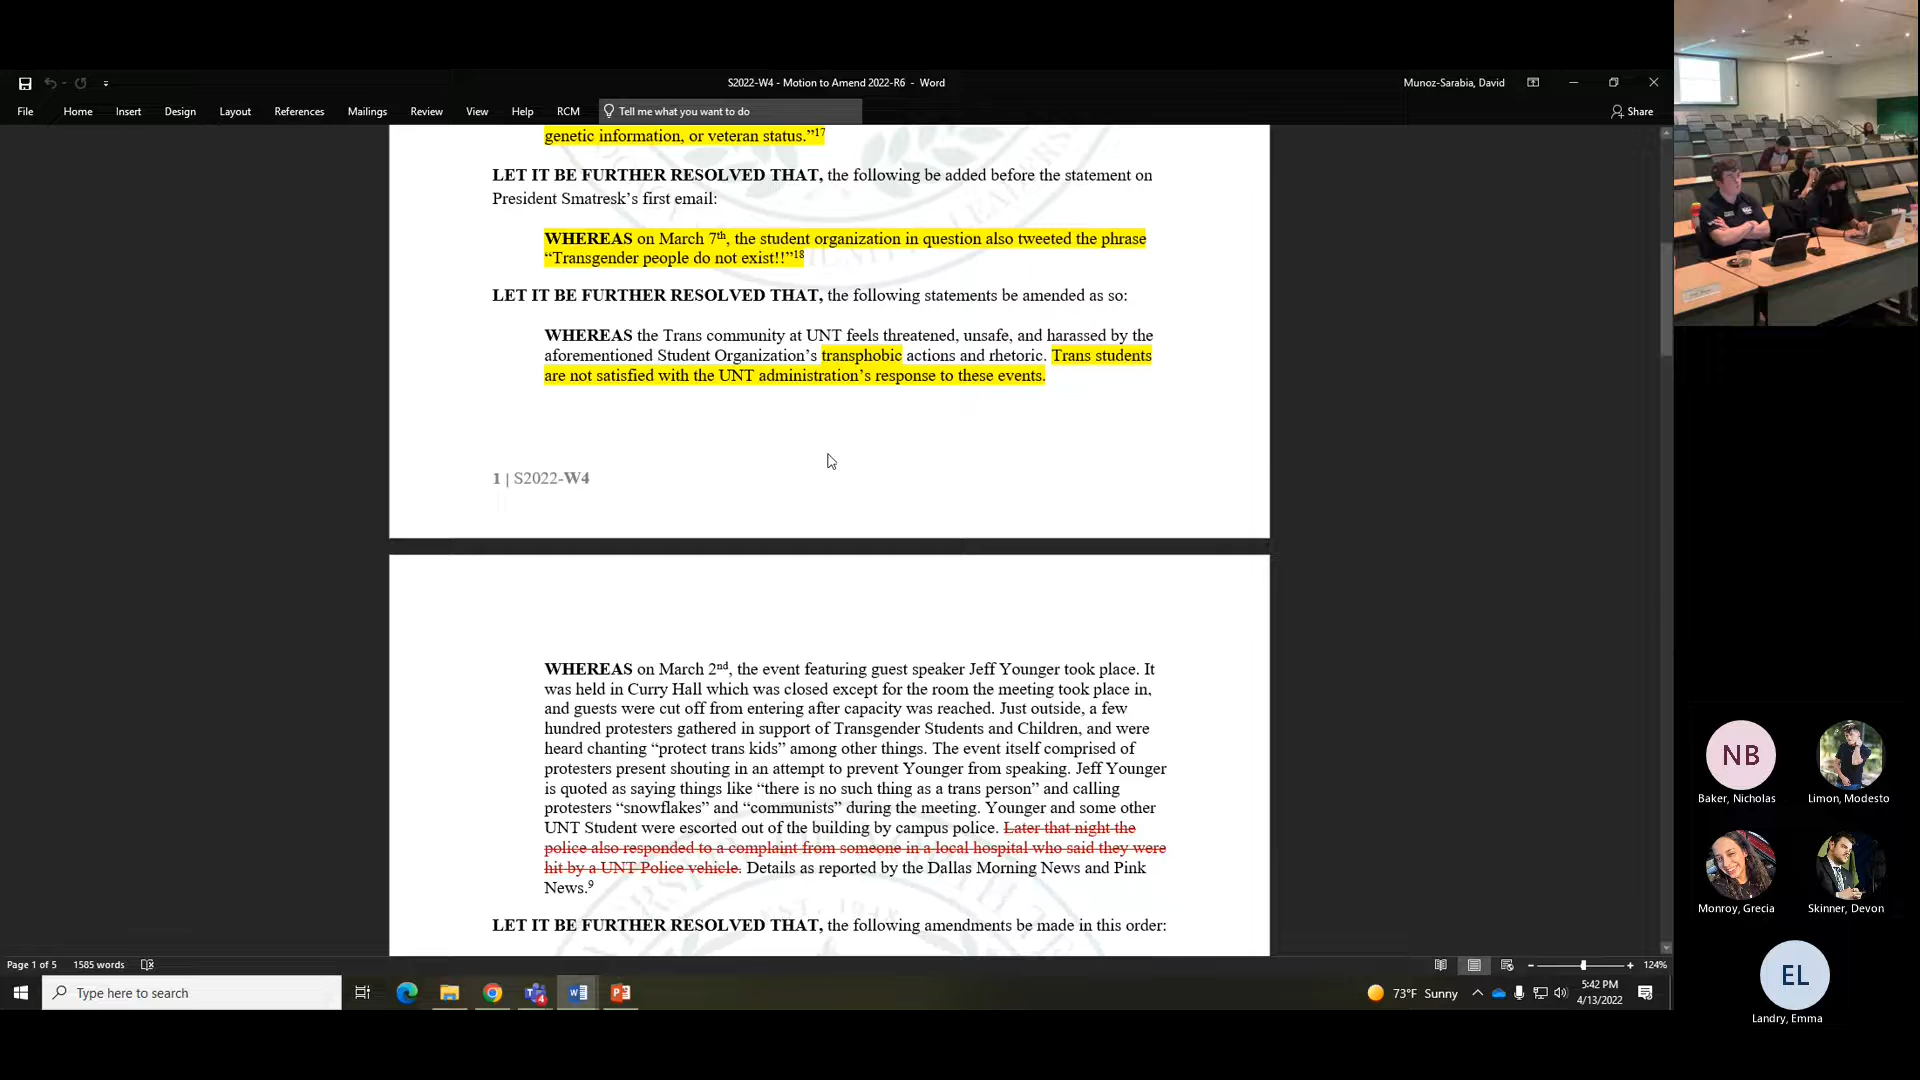 S2022-W4 - Motion to Amend 2022-R6 - Word
Munoz-Sarabia, David
File Home Insert Design Layout References Mailings Review View Help RCM Tell me what you want to do
Share
genetic information, or veteran status.”17
LET IT BE FURTHER RESOLVED THAT, the following be added before the statement on
President Smatresk’s first email:
WHEREAS on March 7th, the student organization in question also tweeted the phrase
“Transgender people do not exist!!”18
LET IT BE FURTHER RESOLVED THAT, the following statements be amended as so:
WHEREAS the Trans community at UNT feels threatened, unsafe, and harassed by the
aforementioned Student Organization’s transphobic actions and rhetoric. Trans students
are not satisfied with the UNT administration’s response to these events.
1 | S2022-W4
WHEREAS on March 2nd, the event featuring guest speaker Jeff Younger took place. It
was held in Curry Hall which was closed except for the room the meeting took place in,
and guests were cut off from entering after capacity was reached. Just outside, a few
hundred protesters gathered in support of Transgender Students and Children, and were
heard chanting “protect trans kids” among other things. The event itself comprised of
protesters present shouting in an attempt to prevent Younger from speaking. Jeff Younger
is quoted as saying things like “there is no such thing as a trans person” and calling
protesters “snowflakes” and “communists” during the meeting. Younger and some other
UNT Student were escorted out of the building by campus police. Later that night the
police also responded to a complaint from someone in a local hospital who said they were
hit by a UNT Police vehicle. Details as reported by the Dallas Morning News and Pink
News.9
LET IT BE FURTHER RESOLVED THAT, the following amendments be made in this order:
Page 1 of 5 1585 words
124%
Type here to search
73°F Sunny
5:42 PM
4/13/2022
NB
Baker, Nicholas
Limon, Modesto
Monroy, Grecia
Skinner, Devon
EL
Landry, Emma